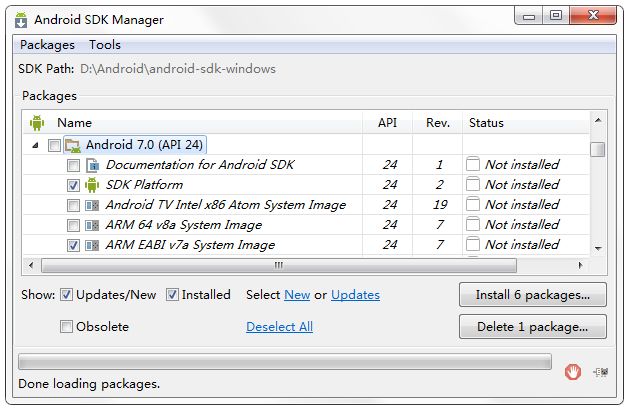 Android SDK Manager
Packages Tools
SDK Path: D:\Android\android-sdk-windows
Packages
Name API Rev. Status
Android 7.0 (API 24)
Documentation for Android SDK 24 1 Not installed
SDK Platform 24 2 Not installed
Android TV Intel x86 Atom System Image 24 19 Not installed
ARM 64 v8a System Image 24 7 Not installed
ARM EABI v7a System Image 24 7 Not installed
Show: Updates/New Installed Select New or Updates Install 6 packages...
Obsolete Deselect All Delete 1 package...
Done loading packages.